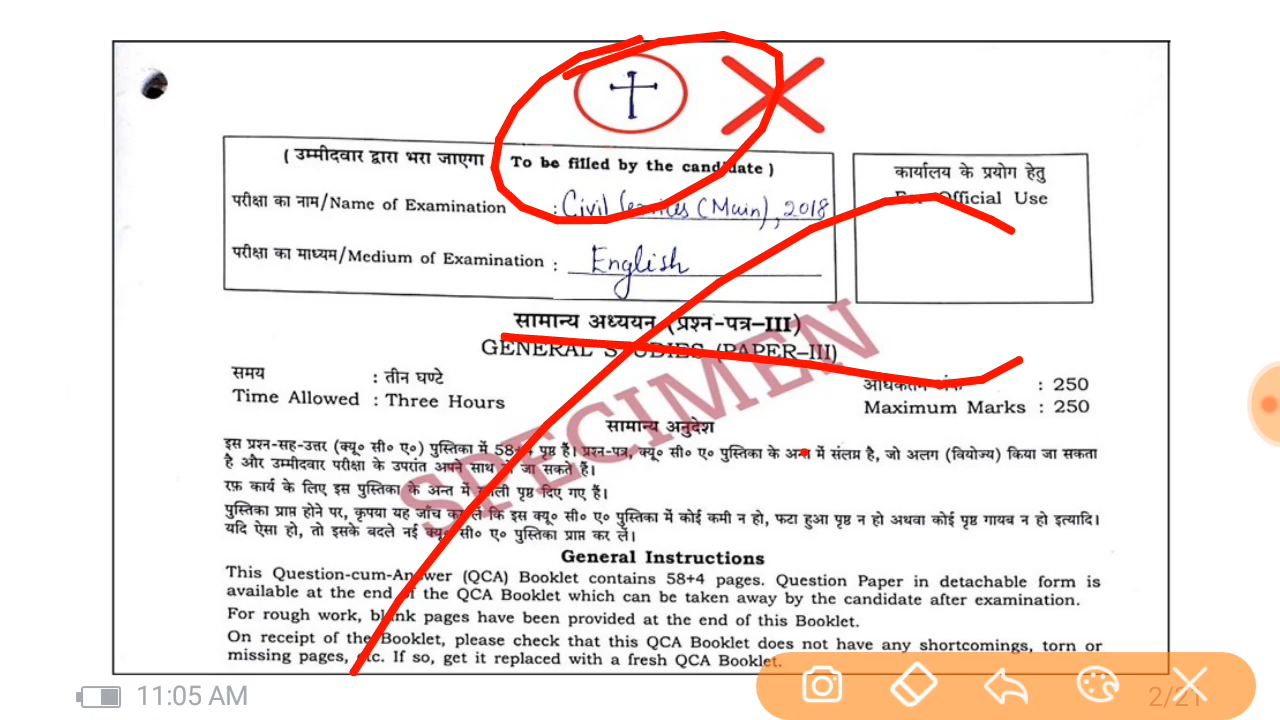 ( उम्मीदवार द्वारा भरा जाएगा To be filled by the candidate )
परीक्षा का नाम/Name of Examination : Civil Services (Main), 2018
परीक्षा का माध्यम/Medium of Examination : English
कार्यालय के प्रयोग हेतु
For Official Use
सामान्य अध्ययन (प्रश्न-पत्र–III)
GENERAL STUDIES (PAPER–III)
समय : तीन घण्टे
Time Allowed : Three Hours
अधिकतम अंक : 250
Maximum Marks : 250
SPECIMEN
सामान्य अनुदेश
इस प्रश्न-सह-उत्तर (क्यू० सी० ए०) पुस्तिका में 58+4 पृष्ठ हैं। प्रश्न-पत्र, क्यू० सी० ए० पुस्तिका के अन्त में संलग्न है, जो अलग (वियोज्य) किया जा सकता
है और उम्मीदवार परीक्षा के उपरांत अपने साथ ले जा सकते हैं।
रफ़ कार्य के लिए इस पुस्तिका के अन्त में खाली पृष्ठ दिए गए हैं।
पुस्तिका प्राप्त होने पर, कृपया यह जाँच कर लें कि इस क्यू० सी० ए० पुस्तिका में कोई कमी न हो, फटा हुआ पृष्ठ न हो अथवा कोई पृष्ठ गायब न हो इत्यादि।
यदि ऐसा हो, तो इसके बदले नई क्यू० सी० ए० पुस्तिका प्राप्त कर लें।
General Instructions
This Question-cum-Answer (QCA) Booklet contains 58+4 pages. Question Paper in detachable form is
available at the end of the QCA Booklet which can be taken away by the candidate after examination.
For rough work, blank pages have been provided at the end of this Booklet.
On receipt of the Booklet, please check that this QCA Booklet does not have any shortcomings, torn or
missing pages, etc. If so, get it replaced with a fresh QCA Booklet.
11:05 AM
2/21